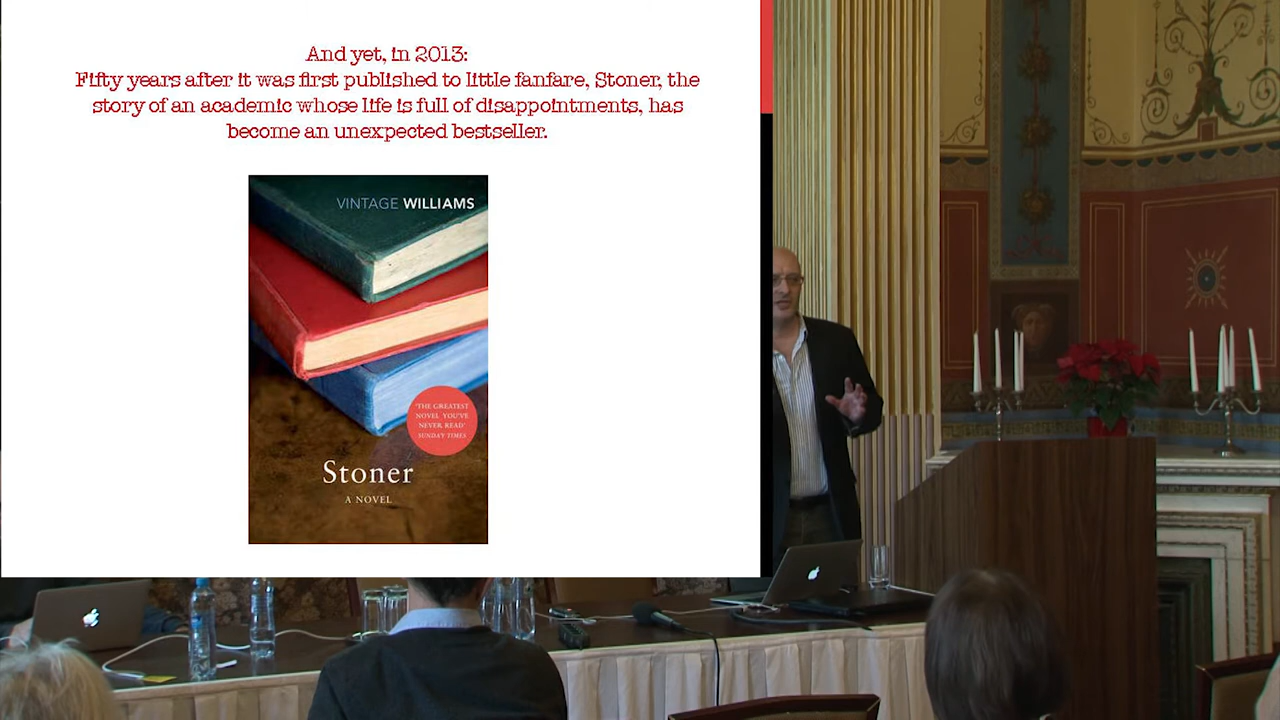 And yet, in 2013:
Fifty years after it was first published to little fanfare, Stoner, the
story of an academic whose life is full of disappointments, has
become an unexpected bestseller.
VINTAGE WILLIAMS
'THE GREATEST
NOVEL YOU'VE
NEVER READ'
SUNDAY TIMES
Stoner
A NOVEL